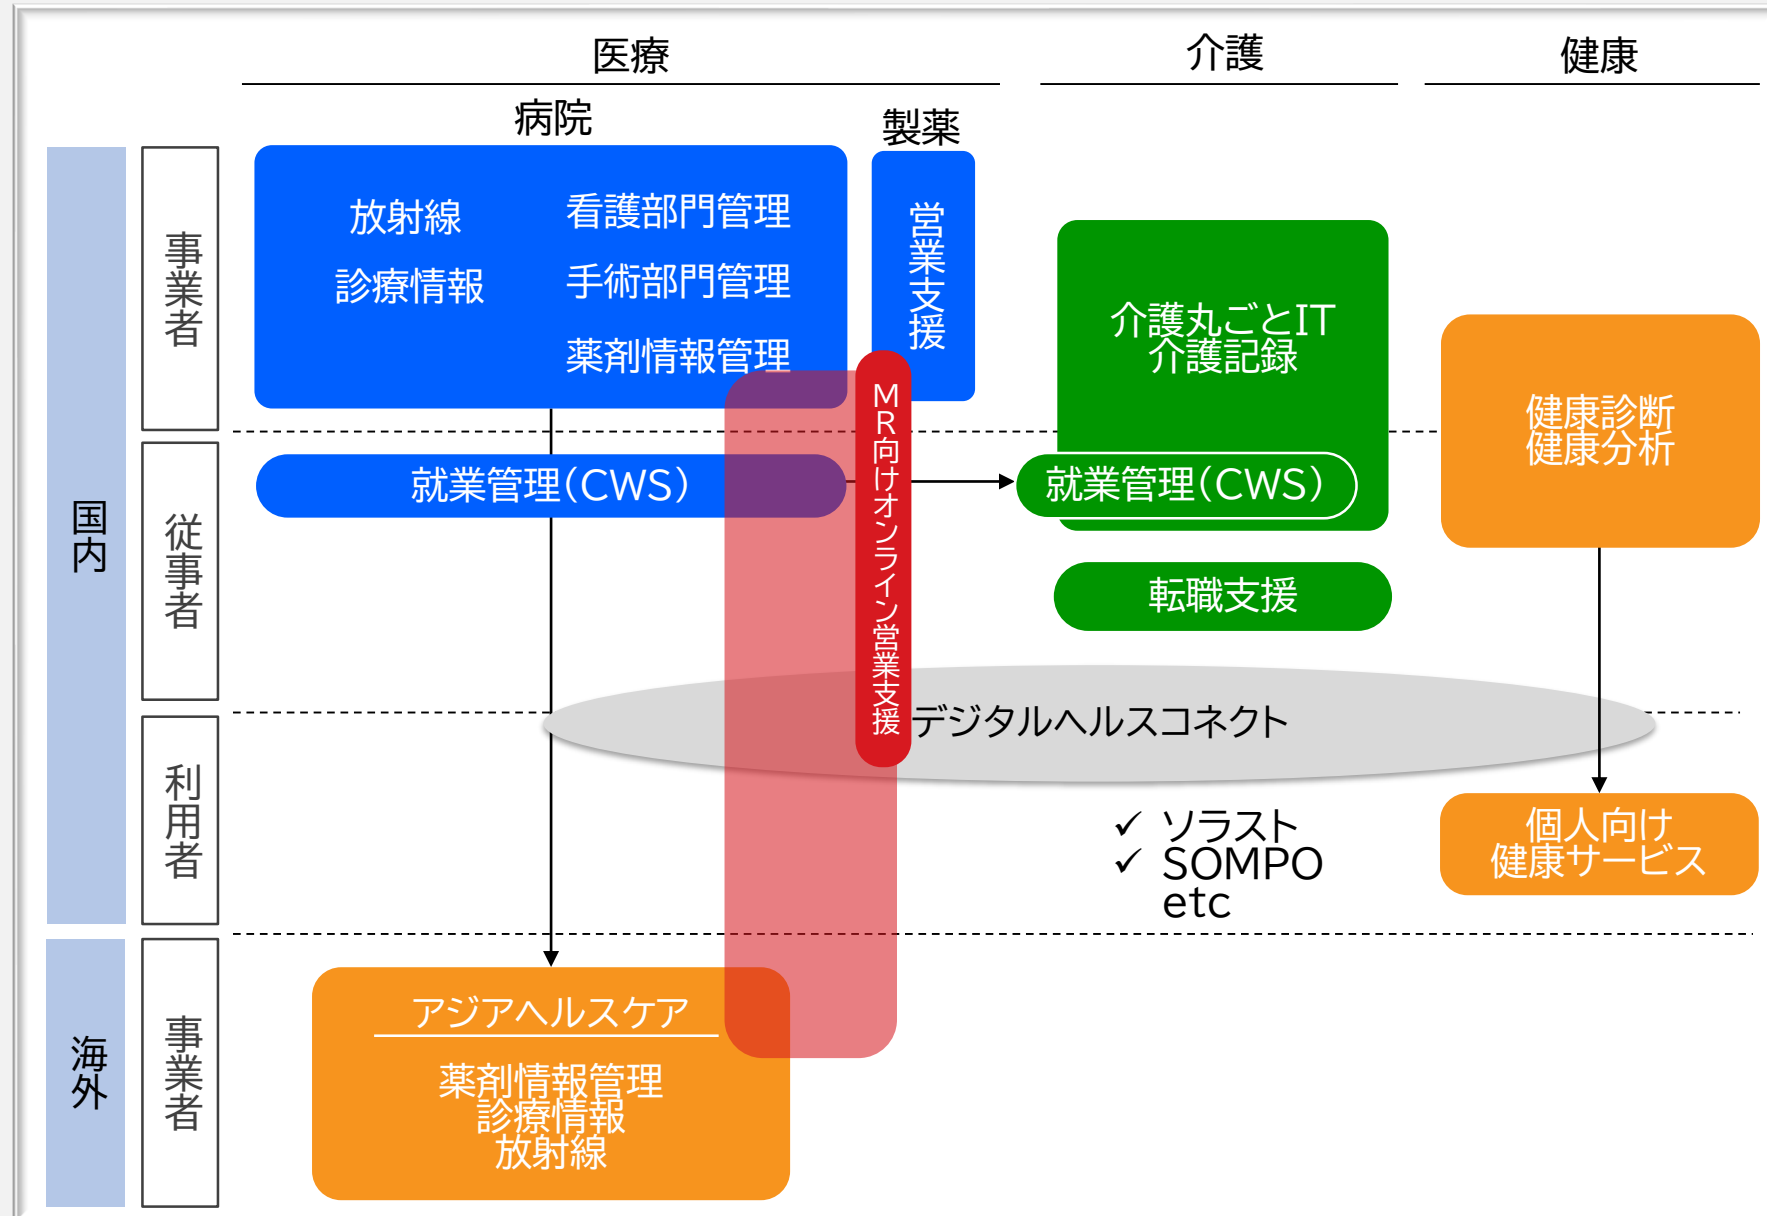 医療
介護
健康
病院
製薬
国内
事業者
放射線
診療情報
看護部門管理
手術部門管理
薬剤情報管理
営業支援
介護丸ごとIT
介護記録
健康診断
健康分析
MR向けオンライン営業支援
従事者
就業管理(CWS)
就業管理(CWS)
転職支援
デジタルヘルスコネクト
利用者
✓ ソラスト
✓ SOMPO
etc
個人向け
健康サービス
海外
事業者
アジアヘルスケア
薬剤情報管理
診療情報
放射線